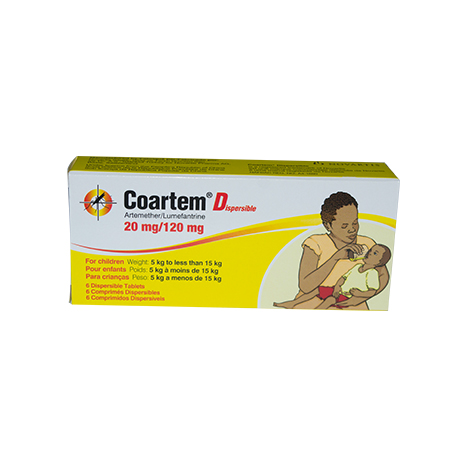 Coartem® Dispersible
Artemether/Lumefantrine
20 mg/120 mg
For children Weight: 5 kg to less than 15 kg
Pour enfants Poids: 5 kg à moins de 15 kg
Para crianças Peso: 5 kg a menos de 15 kg
6 Dispersible Tablets
6 Comprimés Dispersibles
6 Comprimidos Dispersíveis